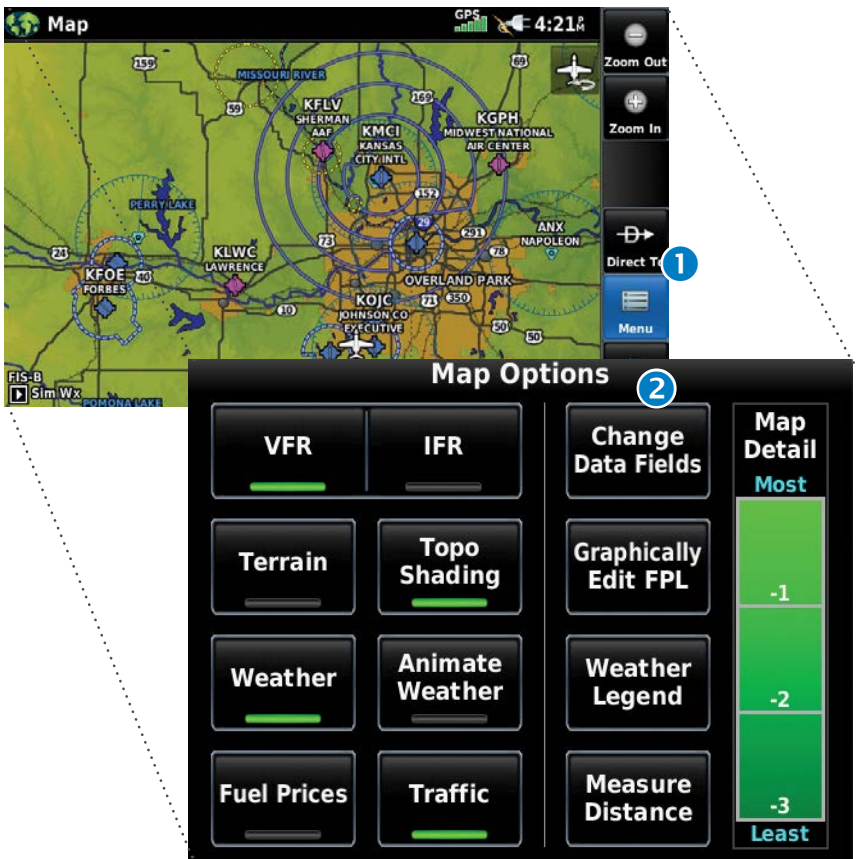 Map
GPS
4:21PM
Zoom Out
Zoom In
Direct To
Menu
159
MISSOURI RIVER
69
59
KFLV
SHERMAN
AAF
169
KMCI
KANSAS
CITY INTL
KGPH
MIDWEST NATIONAL
AIR CENTER
152
PERRY LAKE
29
291
ANX
NAPOLEON
24
KFOE
FORBES
40
KLWC
LAWRENCE
73
78
OVERLAND PARK
10
KOJC
JOHNSON CO
EXECUTIVE
71
350
50
50
FIS-B
Sim Wx
POMONA LAKE
1
2
Map Options
VFR
IFR
Change
Data Fields
Terrain
Topo
Shading
Graphically
Edit FPL
Weather
Animate
Weather
Weather
Legend
Fuel Prices
Traffic
Measure
Distance
Map
Detail
Most
-1
-2
-3
Least